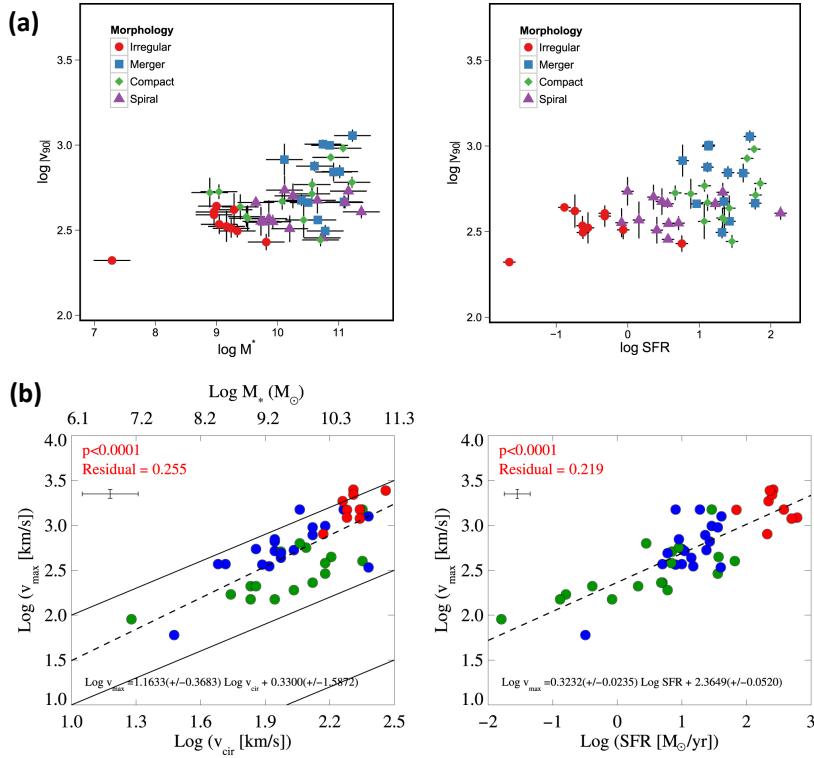 (a)
Morphology
Irregular
Merger
Compact
Spiral
3.5
3.0
2.5
2.0
log |v90|
7 8 9 10 11
log M*
Morphology
Irregular
Merger
Compact
Spiral
3.5
3.0
2.5
2.0
log |v90|
−1 0 1 2
log SFR
(b)
Log M* (M⊙)
6.1 7.2 8.2 9.2 10.3 11.3
p<0.0001
Residual = 0.255
4.0
3.5
3.0
2.5
2.0
1.5
1.0
Log (vmax [km/s])
Log vmax =1.1633(+/−0.3683) Log vcir + 0.3300(+/−1.5872)
1.0 1.3 1.6 1.9 2.2 2.5
Log (vcir [km/s])
p<0.0001
Residual = 0.219
4.0
3.5
3.0
2.5
2.0
1.5
1.0
Log (vmax [km/s])
Log vmax =0.3232(+/−0.0235) Log SFR + 2.3649(+/−0.0520)
−2 −1 0 1 2 3
Log (SFR [M⊙/yr])